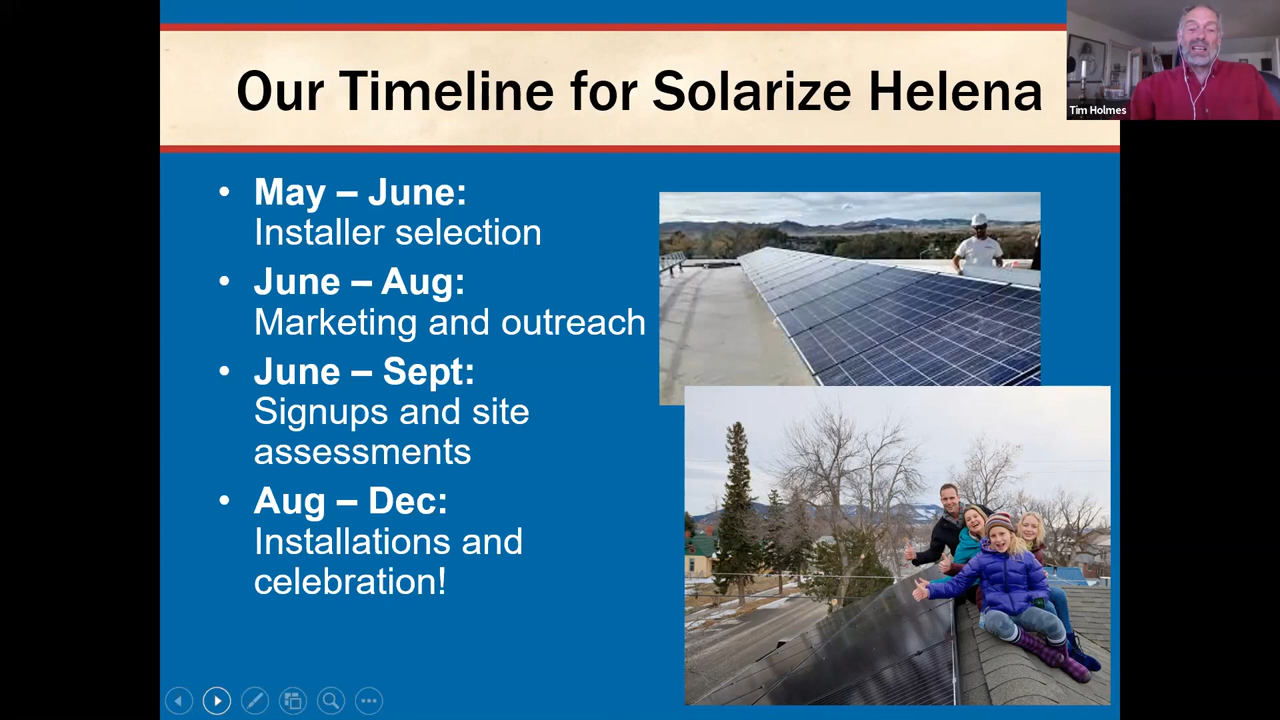 Our Timeline for Solarize Helena
Tim Holmes
• May – June:
Installer selection
• June – Aug:
Marketing and outreach
• June – Sept:
Signups and site
assessments
• Aug – Dec:
Installations and
celebration!